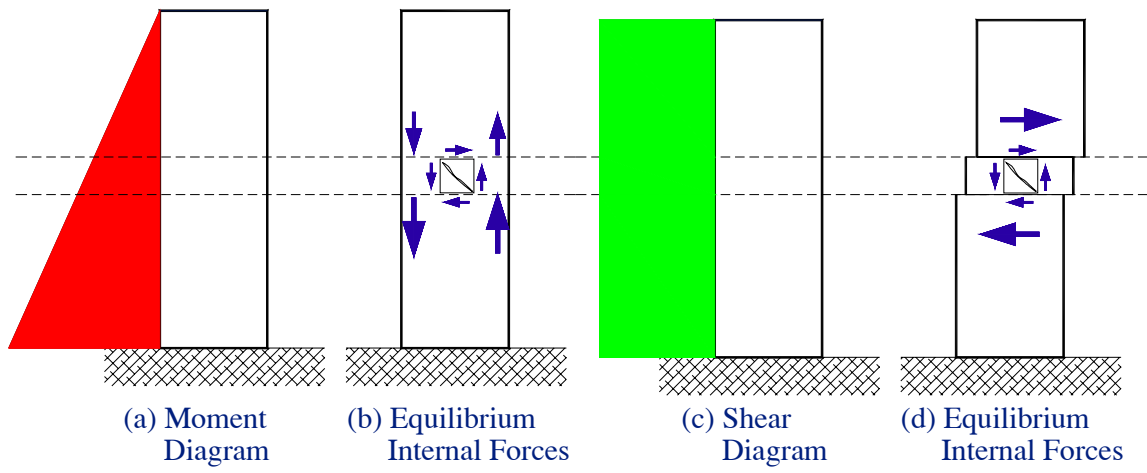 (a) Moment
Diagram
(b) Equilibrium
Internal Forces
(c) Shear
Diagram
(d) Equilibrium
Internal Forces